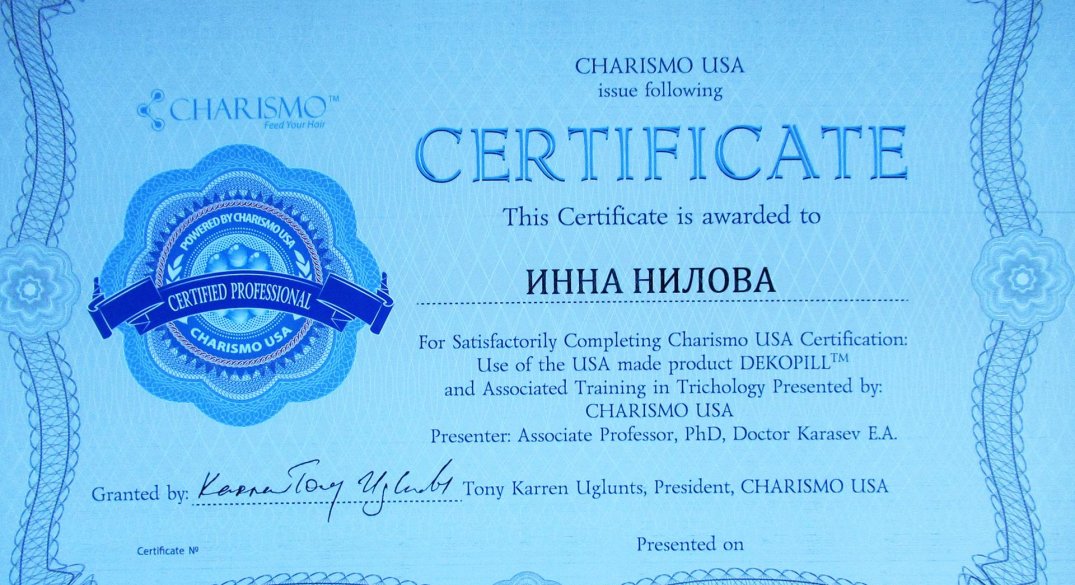 CHARISMO USA
issue following
CHARISMO™
Feed Your Hair
CERTIFICATE
This Certificate is awarded to
POWERED BY CHARISMO USA
CERTIFIED PROFESSIONAL
CHARISMO USA
ИННА НИЛОВА
For Satisfactorily Completing Charismo USA Certification:
Use of the USA made product DEKOPILL™
and Associated Training in Trichology Presented by:
CHARISMO USA
Presenter: Associate Professor, PhD, Doctor Karasev E.A.
Granted by: Tony Karren Uglunts, President, CHARISMO USA
Certificate №
Presented on